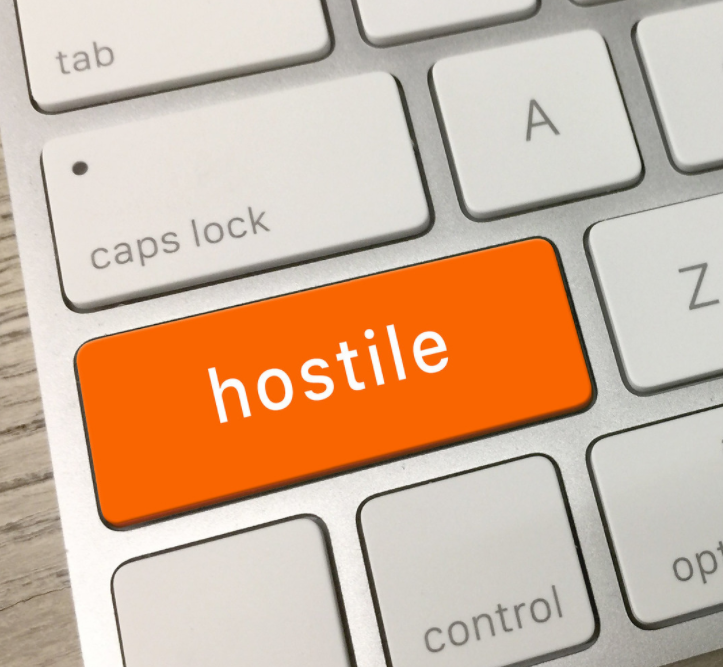 tab
A
caps lock
Z
hostile
control
opt